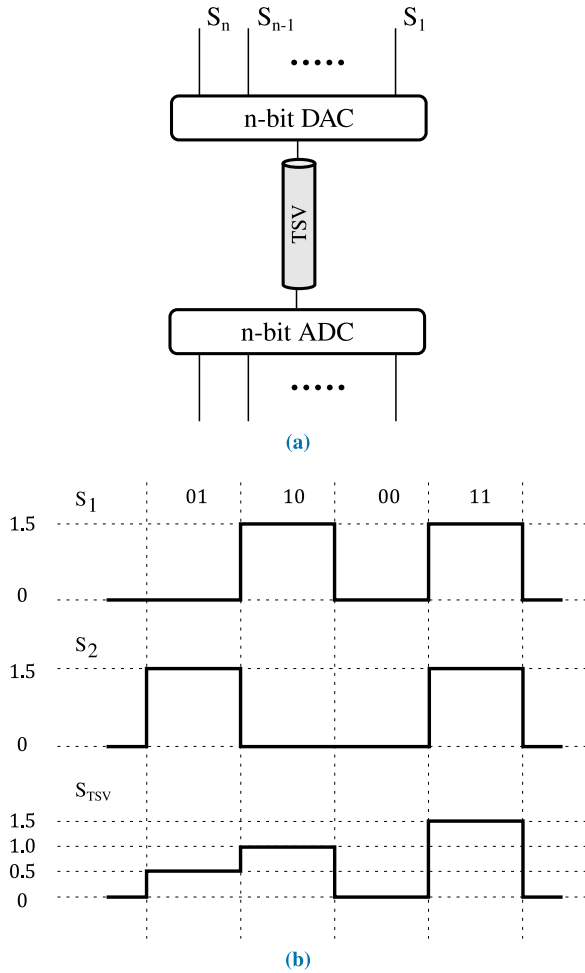 Sn Sn-1 ..... S1
n-bit DAC
TSV
n-bit ADC
.....
(a)
S1 01 10 00 11
1.5
0
S2
1.5
0
STSV
1.5
1.0
0.5
0
(b)